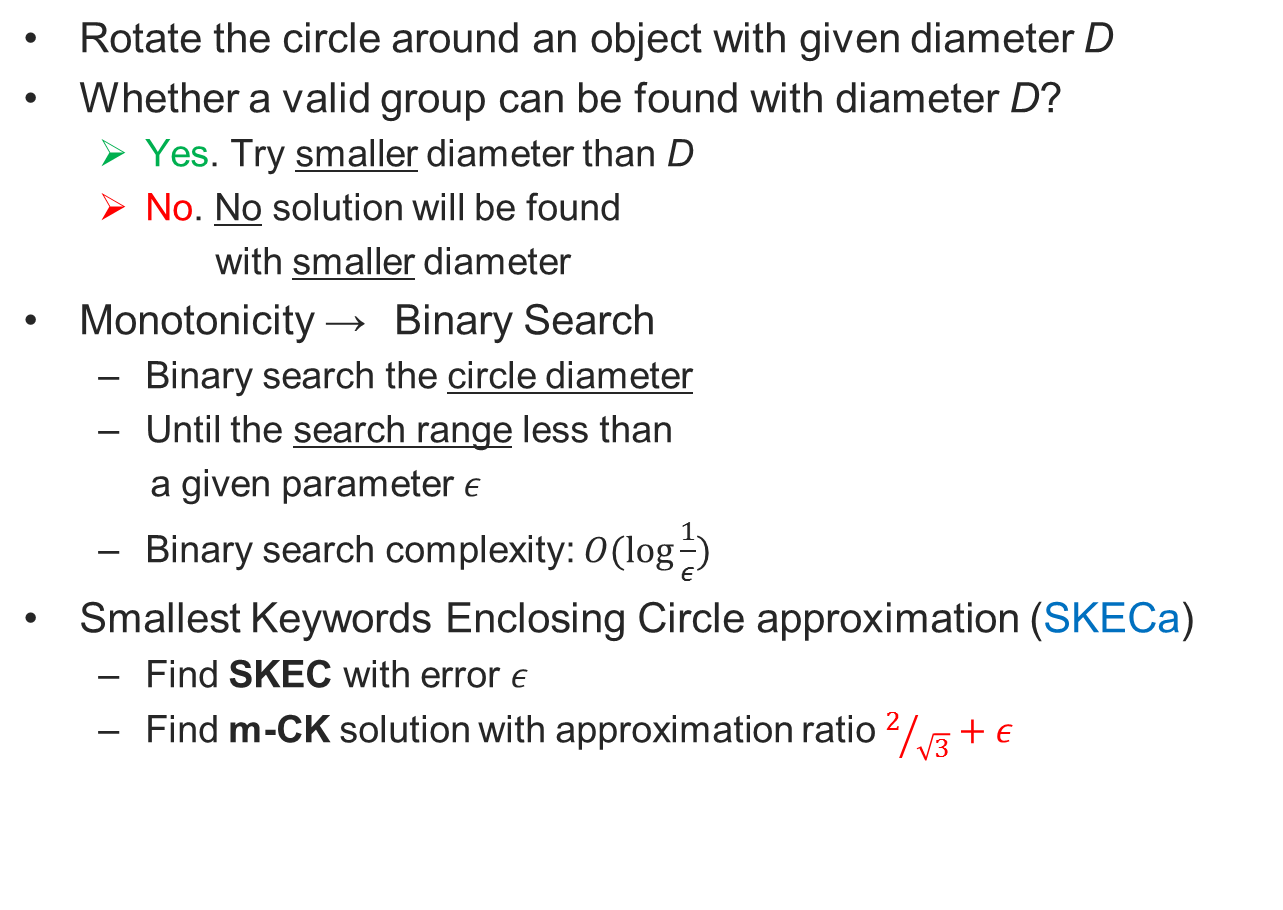 • Rotate the circle around an object with given diameter D
• Whether a valid group can be found with diameter D?
➢ Yes. Try smaller diameter than D
➢ No. No solution will be found
with smaller diameter
• Monotonicity → Binary Search
– Binary search the circle diameter
– Until the search range less than
a given parameter ϵ
– Binary search complexity: O(log 1/ϵ)
• Smallest Keywords Enclosing Circle approximation (SKECa)
– Find SKEC with error ϵ
– Find m-CK solution with approximation ratio 2/√3 + ϵ